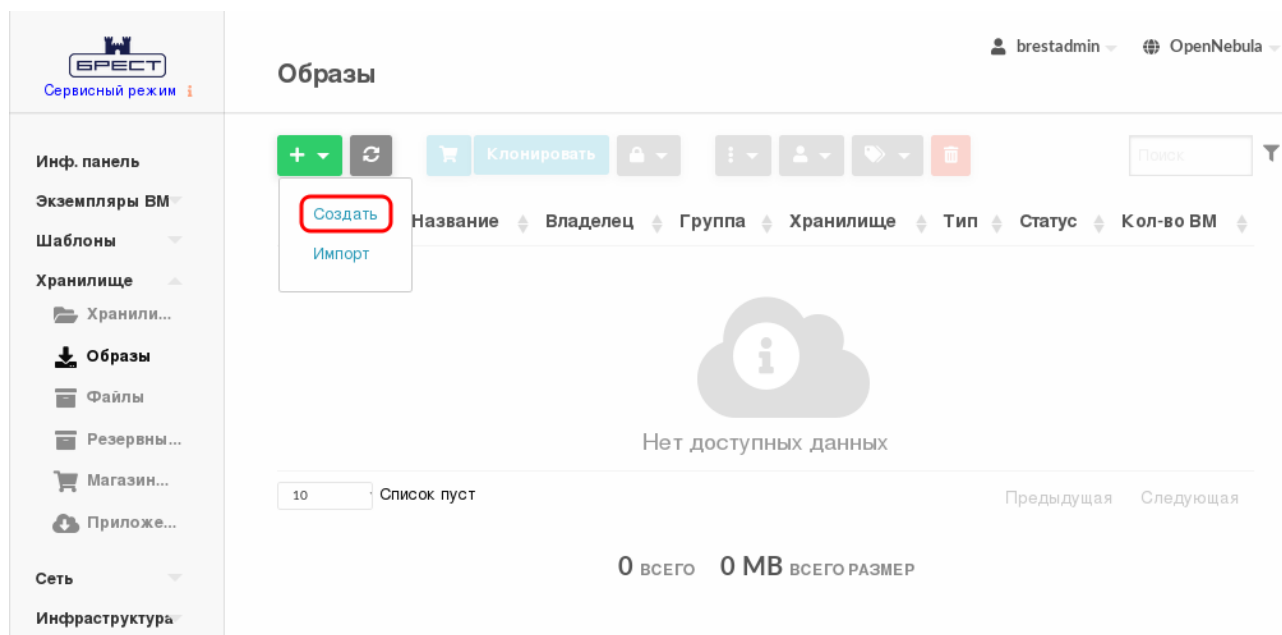 БРЕСТ
Сервисный режим i
Образы
brestadmin OpenNebula
Клонировать Поиск
Создать
Импорт
Название Владелец Группа Хранилище Тип Статус Кол-во ВМ
Инф. панель
Экземпляры ВМ
Шаблоны
Хранилище
Хранили...
Образы
Файлы
Резервны...
Магазин...
Приложе...
Сеть
Инфраструктура
Нет доступных данных
10 Список пуст Предыдущая Следующая
0 ВСЕГО 0 MB ВСЕГО РАЗМЕР